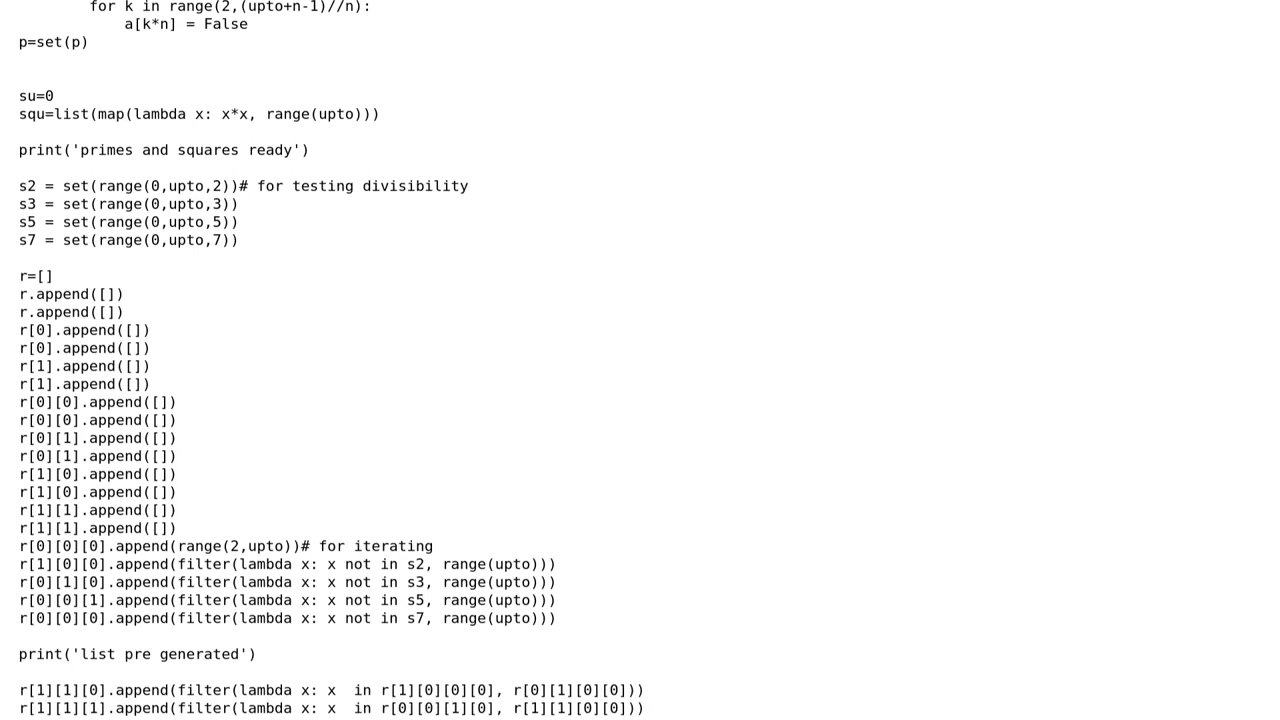 for k in range(2,(upto+n-1)//n):
            a[k*n] = False
p=set(p)


su=0
squ=list(map(lambda x: x*x, range(upto)))

print('primes and squares ready')

s2 = set(range(0,upto,2))# for testing divisibility
s3 = set(range(0,upto,3))
s5 = set(range(0,upto,5))
s7 = set(range(0,upto,7))

r=[]
r.append([])
r.append([])
r[0].append([])
r[0].append([])
r[1].append([])
r[1].append([])
r[0][0].append([])
r[0][0].append([])
r[0][1].append([])
r[0][1].append([])
r[1][0].append([])
r[1][0].append([])
r[1][1].append([])
r[1][1].append([])
r[0][0][0].append(range(2,upto))# for iterating
r[1][0][0].append(filter(lambda x: x not in s2, range(upto)))
r[0][1][0].append(filter(lambda x: x not in s3, range(upto)))
r[0][0][1].append(filter(lambda x: x not in s5, range(upto)))
r[0][0][0].append(filter(lambda x: x not in s7, range(upto)))

print('list pre generated')

r[1][1][0].append(filter(lambda x: x  in r[1][0][0][0], r[0][1][0][0]))
r[1][1][1].append(filter(lambda x: x  in r[0][0][1][0], r[1][1][0][0]))